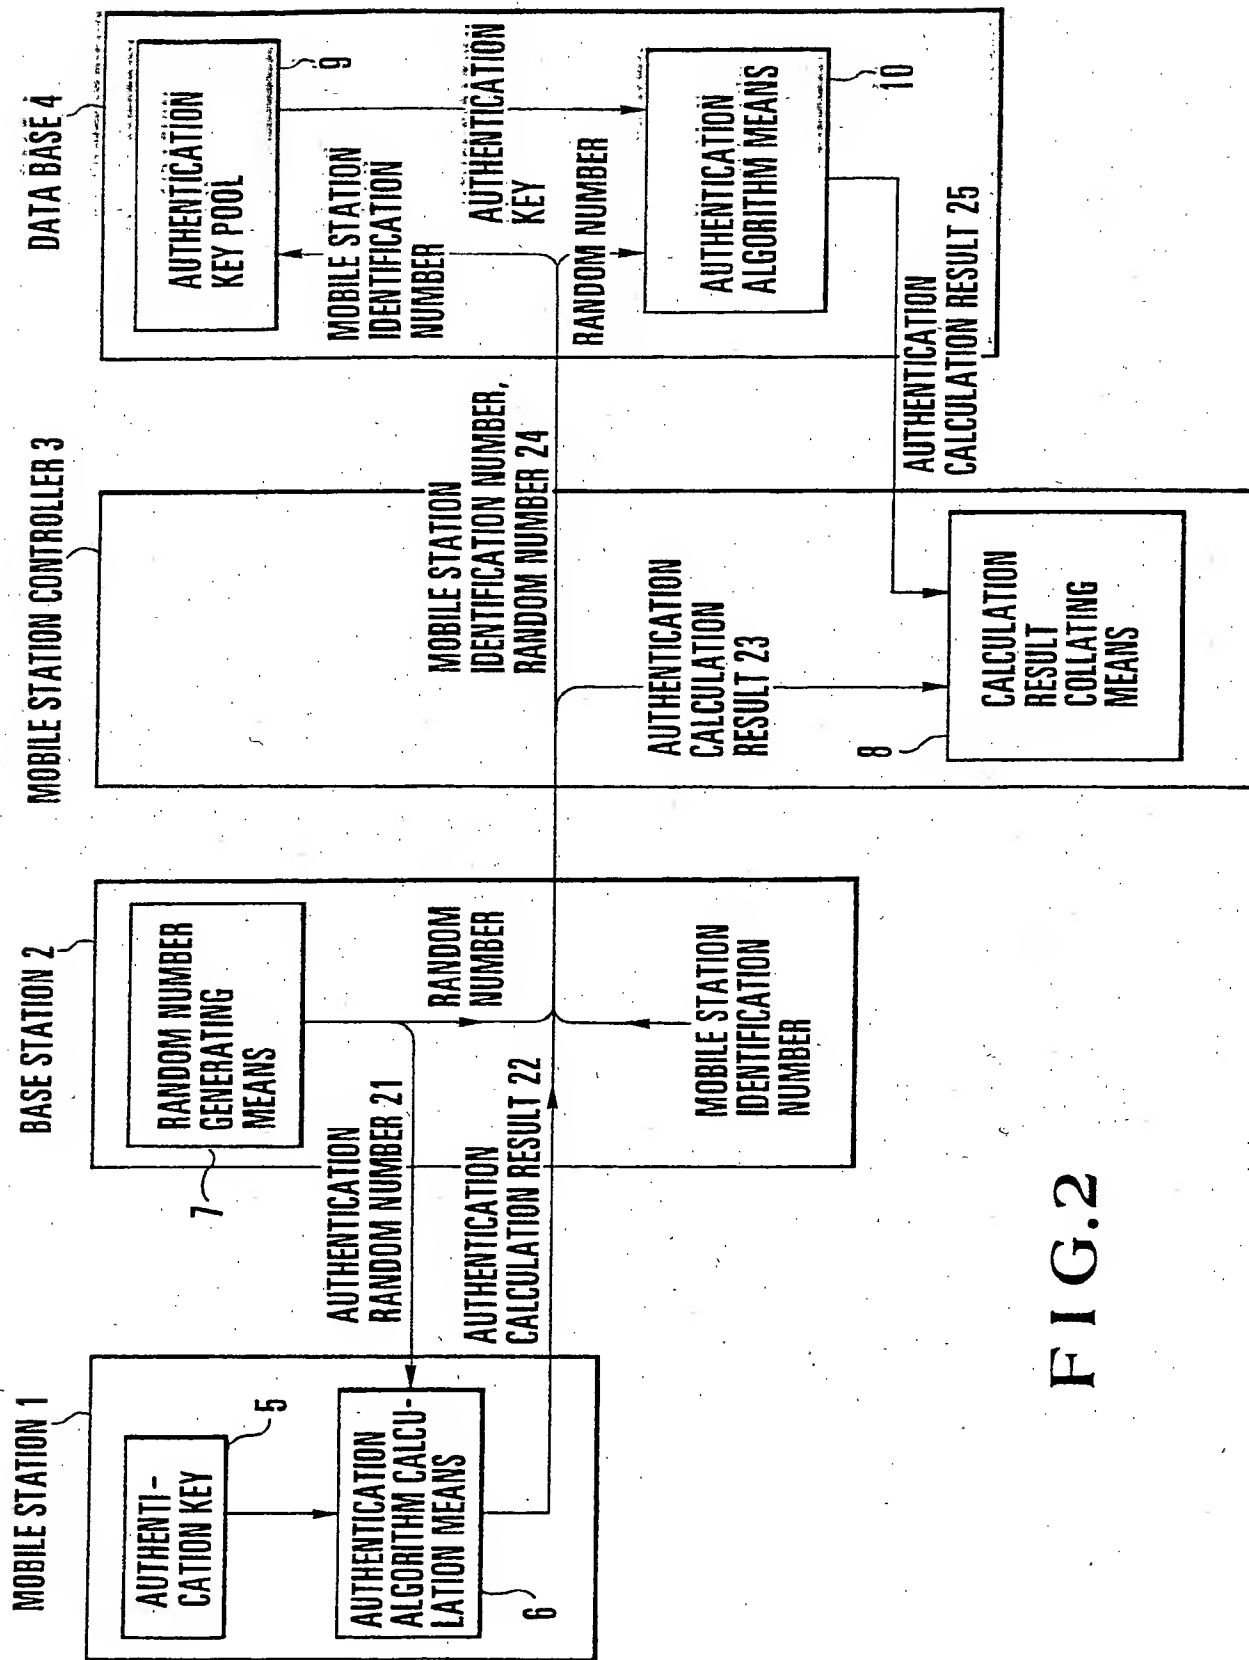 MOBILE STATION 1
AUTHENTI-
CATION KEY
5
AUTHENTICATION
ALGORITHM CALCU-
LATION MEANS
6
BASE STATION 2
RANDOM NUMBER
GENERATING
MEANS
7
AUTHENTICATION
RANDOM NUMBER 21
RANDOM
NUMBER
AUTHENTICATION
CALCULATION RESULT 22
MOBILE STATION
IDENTIFICATION
NUMBER
MOBILE STATION CONTROLLER 3
MOBILE STATION
IDENTIFICATION NUMBER,
RANDOM NUMBER 24
AUTHENTICATION
CALCULATION
RESULT 23
CALCULATION
RESULT
COLLATING
MEANS
8
DATA BASE 4
AUTHENTICATION
KEY POOL
9
MOBILE STATION
IDENTIFICATION
NUMBER
AUTHENTICATION
KEY
RANDOM NUMBER
AUTHENTICATION
ALGORITHM MEANS
10
AUTHENTICATION
CALCULATION RESULT 25
FIG.2